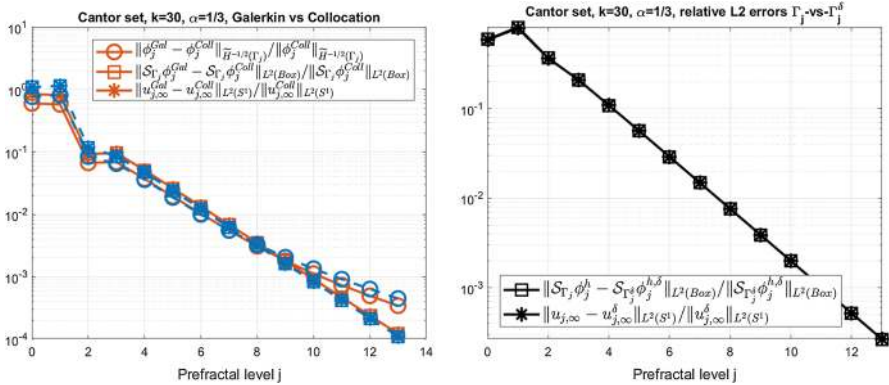 Cantor set, k=30, α=1/3, Galerkin vs Collocation
‖ϕ_j^{Gal} − ϕ_j^{Coll}‖_{H̃^{-1/2}(Γ_j)}/‖ϕ_j^{Coll}‖_{H̃^{-1/2}(Γ_j)}
‖𝒮_{Γ_j}ϕ_j^{Gal} − 𝒮_{Γ_j}ϕ_j^{Coll}‖_{L²(Box)}/‖𝒮_{Γ_j}ϕ_j^{Coll}‖_{L²(Box)}
‖u_{j,∞}^{Gal} − u_{j,∞}^{Coll}‖_{L²(S¹)}/‖u_{j,∞}^{Coll}‖_{L²(S¹)}
10^1
10^0
10^{-1}
10^{-2}
10^{-3}
10^{-4}
0 2 4 6 8 10 12 14
Prefractal level j
Cantor set, k=30, α=1/3, relative L2 errors Γ_j-vs-Γ_j^δ
10^{-1}
10^{-2}
10^{-3}
‖𝒮_{Γ_j}ϕ_j^h − 𝒮_{Γ_j^δ}ϕ_j^{h,δ}‖_{L²(Box)}/‖𝒮_{Γ_j^δ}ϕ_j^{h,δ}‖_{L²(Box)}
‖u_{j,∞} − u_{j,∞}^δ‖_{L²(S¹)}/‖u_{j,∞}^δ‖_{L²(S¹)}
0 2 4 6 8 10 12
Prefractal level j